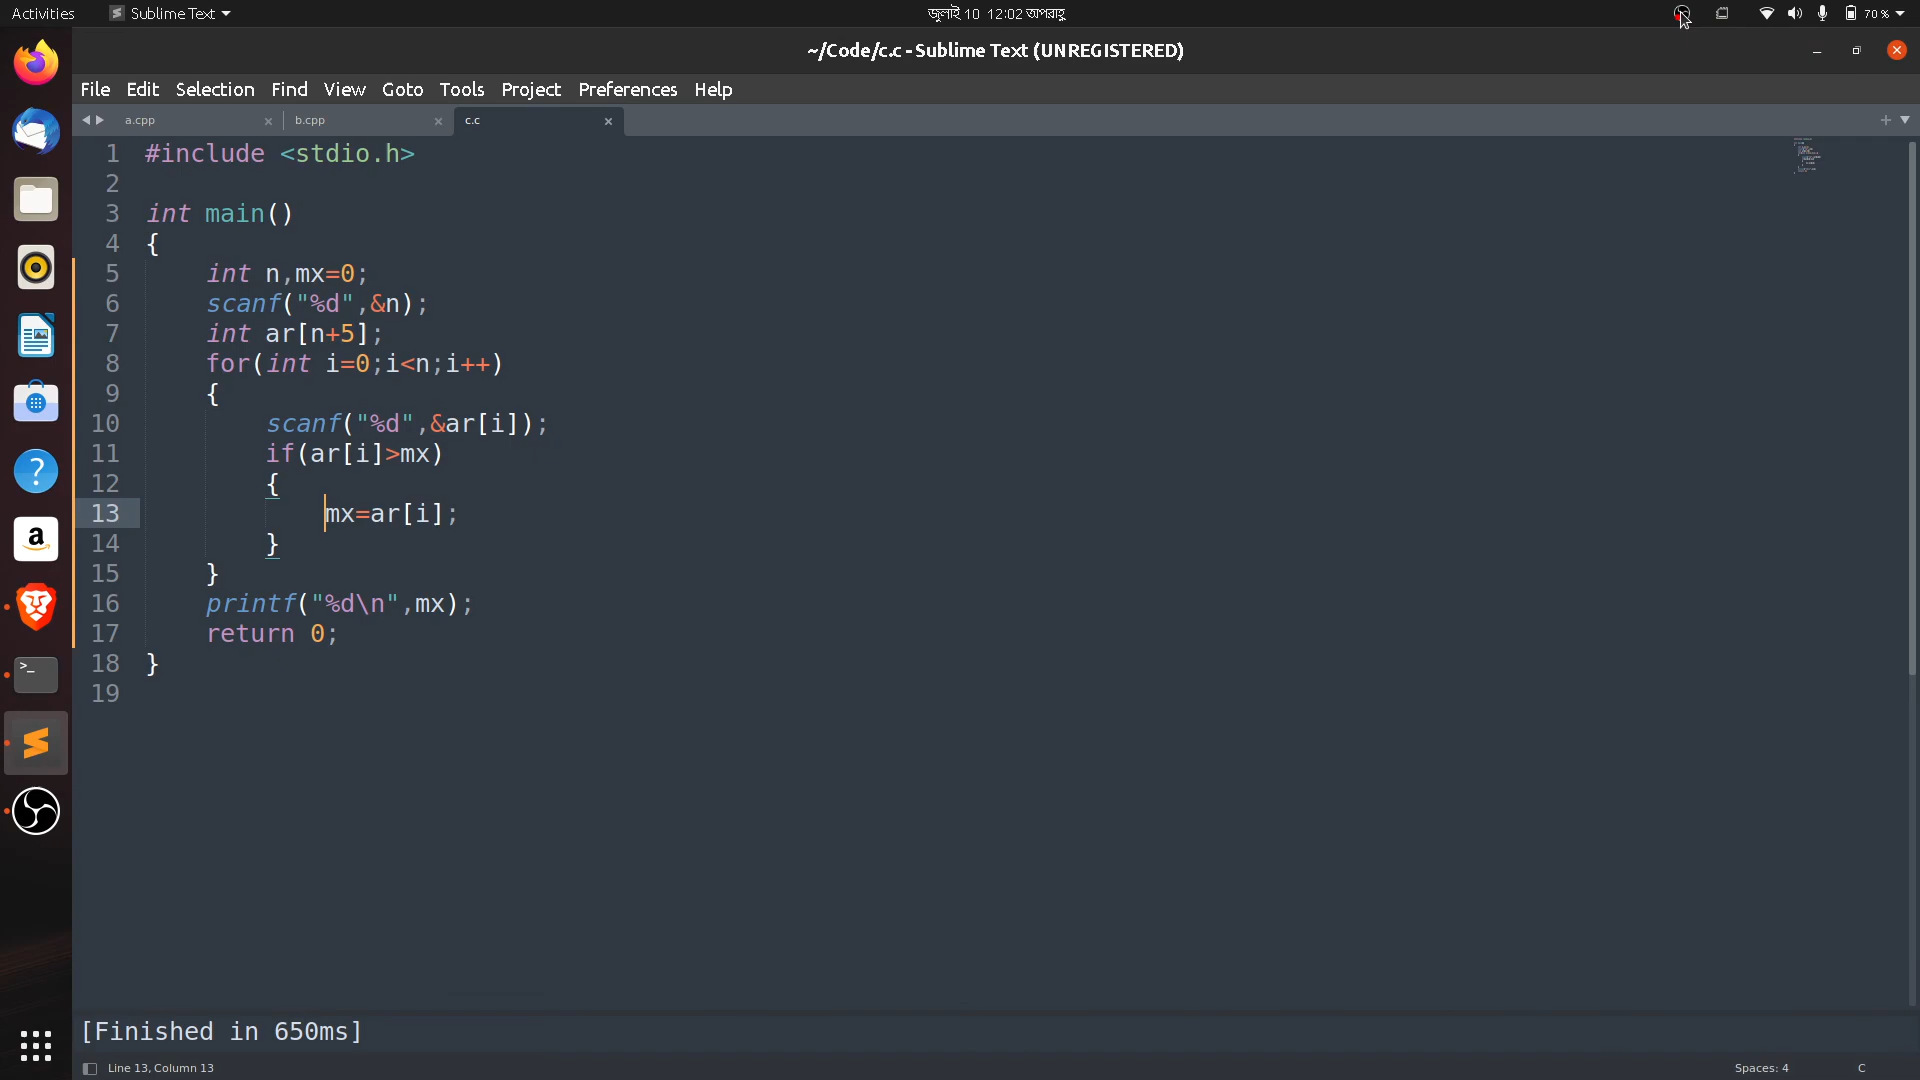 Activities Sublime Text জুলাই 10 12:02 অপরাহ্ণ 70 %
~/Code/c.c - Sublime Text (UNREGISTERED)
File Edit Selection Find View Goto Tools Project Preferences Help
a.cpp b.cpp c.c
1 #include <stdio.h>
2
3 int main()
4 {
5 int n,mx=0;
6 scanf("%d",&n);
7 int ar[n+5];
8 for(int i=0;i<n;i++)
9 {
10 scanf("%d",&ar[i]);
11 if(ar[i]>mx)
12 {
13 mx=ar[i];
14 }
15 }
16 printf("%d\n",mx);
17 return 0;
18 }
19
[Finished in 650ms]
Line 13, Column 13 Spaces: 4 C